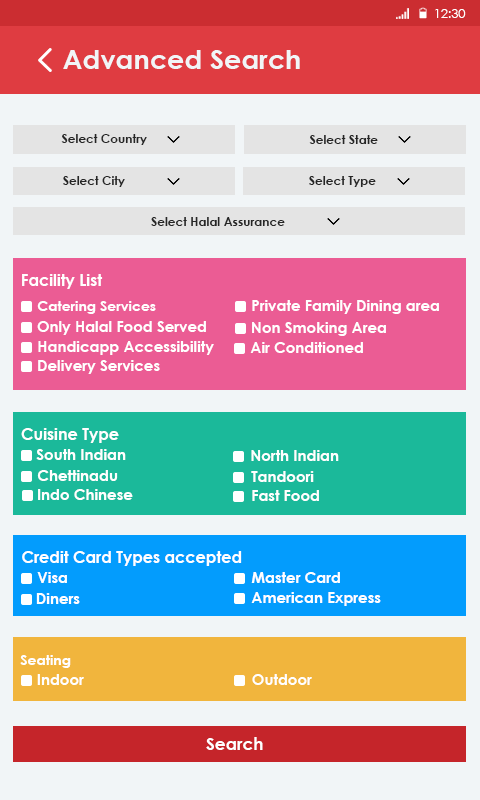 12:30
Advanced Search
Select Country
Select State
Select City
Select Type
Select Halal Assurance
Facility List
Catering Services
Private Family Dining area
Only Halal Food Served
Non Smoking Area
Handicapp Accessibility
Air Conditioned
Delivery Services
Cuisine Type
South Indian
North Indian
Chettinadu
Tandoori
Indo Chinese
Fast Food
Credit Card Types accepted
Visa
Master Card
Diners
American Express
Seating
Indoor
Outdoor
Search